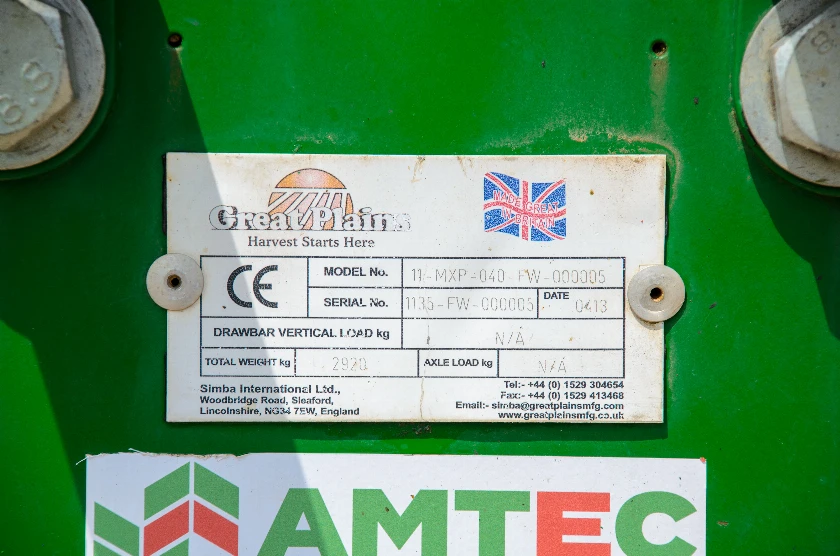 8.8
Great Plains
Harvest Starts Here
MADE GREAT
IN BRITAIN
CE
MODEL No. 11-MXP-040-FW-000005
SERIAL No. 1135-FW-000005 DATE 0413
DRAWBAR VERTICAL LOAD kg N/A
TOTAL WEIGHT kg 2920 AXLE LOAD kg N/A
Simba International Ltd.,
Woodbridge Road, Sleaford,
Lincolnshire, NG34 7EW, England
Tel:- +44 (0) 1529 304654
Fax:- +44 (0) 1529 413468
Email:- simba@greatplainsmfg.com
www.greatplainsmfg.co.uk
AMTEC